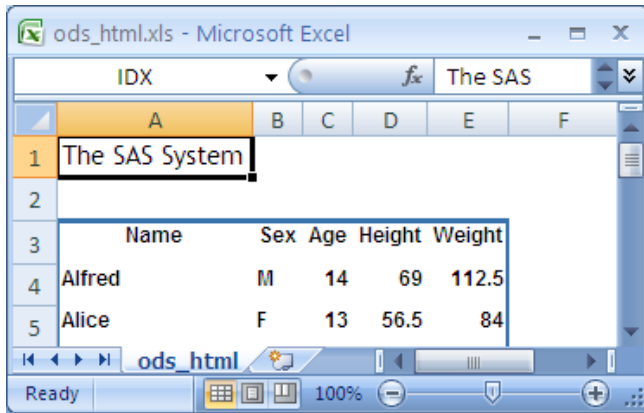 ods_html.xls - Microsoft Excel
IDX fx The SAS
A B C D E F
1 The SAS System
2
3 Name Sex Age Height Weight
4 Alfred M 14 69 112.5
5 Alice F 13 56.5 84
ods_html
Ready 100%